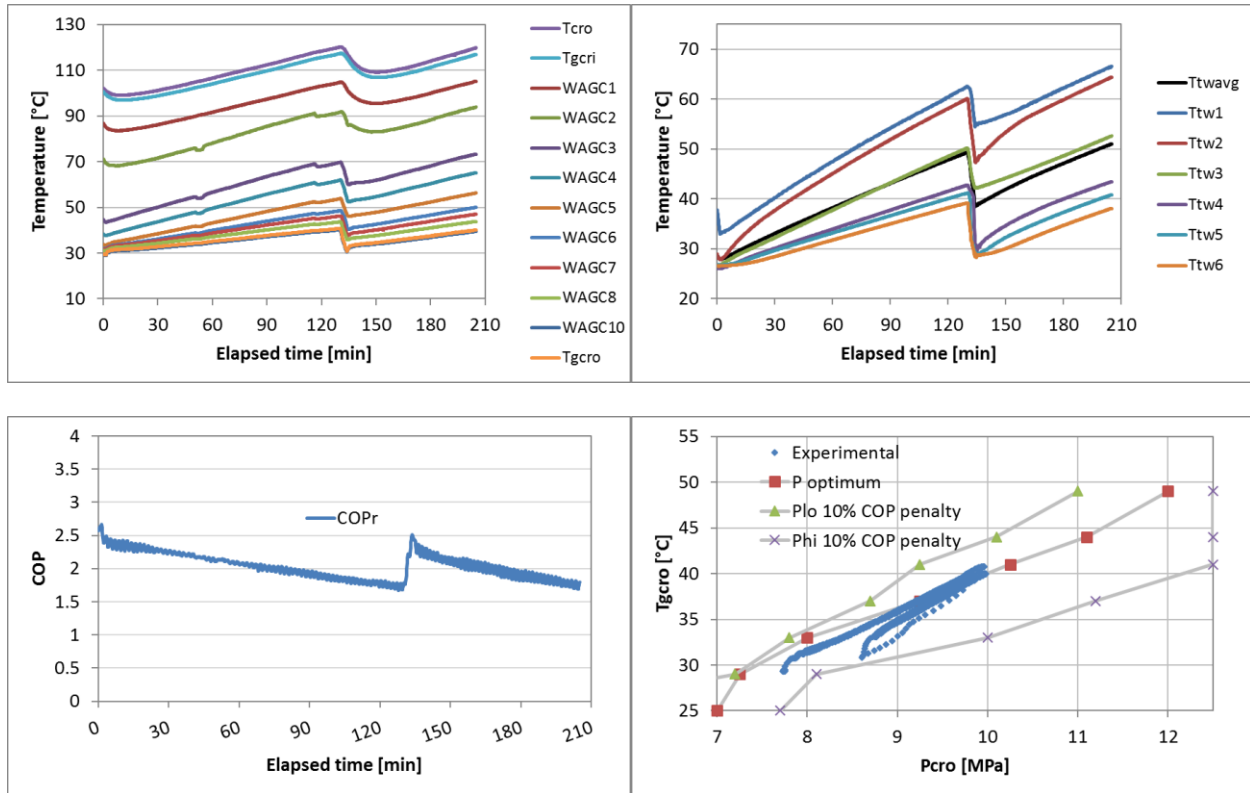 130
110
90
70
50
30
10
Temperature [°C]
0 30 60 90 120 150 180 210
Elapsed time [min]
Tcro
Tgcri
WAGC1
WAGC2
WAGC3
WAGC4
WAGC5
WAGC6
WAGC7
WAGC8
WAGC10
Tgcro
70
60
50
40
30
20
Temperature [°C]
0 30 60 90 120 150 180 210
Elapsed time [min]
Ttwavg
Ttw1
Ttw2
Ttw3
Ttw4
Ttw5
Ttw6
4
3.5
3
2.5
2
1.5
1
0.5
0
COP
COPr
0 30 60 90 120 150 180 210
Elapsed time [min]
55
50
45
40
35
30
25
Tgcro [°C]
Experimental
P optimum
Plo 10% COP penalty
Phi 10% COP penalty
7 8 9 10 11 12
Pcro [MPa]